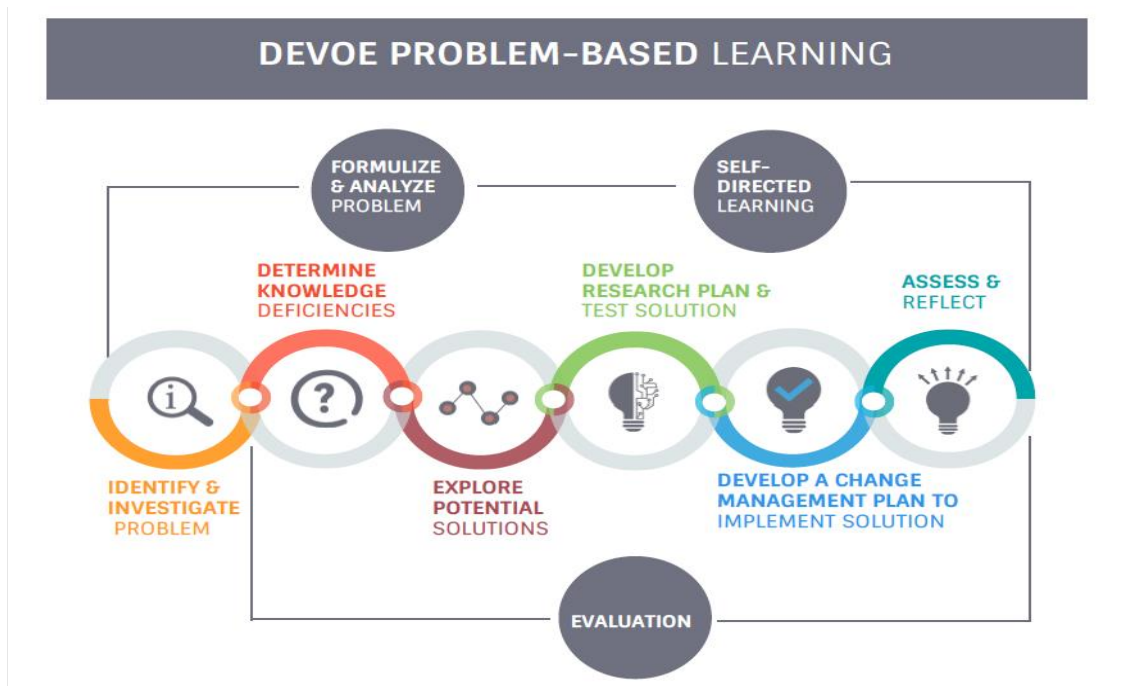 DEVOE PROBLEM-BASED LEARNING
FORMULIZE
& ANALYZE
PROBLEM
SELF-
DIRECTED
LEARNING
DETERMINE
KNOWLEDGE
DEFICIENCIES
DEVELOP
RESEARCH PLAN &
TEST SOLUTION
ASSESS &
REFLECT
i
?
IDENTIFY &
INVESTIGATE
PROBLEM
EXPLORE
POTENTIAL
SOLUTIONS
DEVELOP A CHANGE
MANAGEMENT PLAN TO
IMPLEMENT SOLUTION
EVALUATION